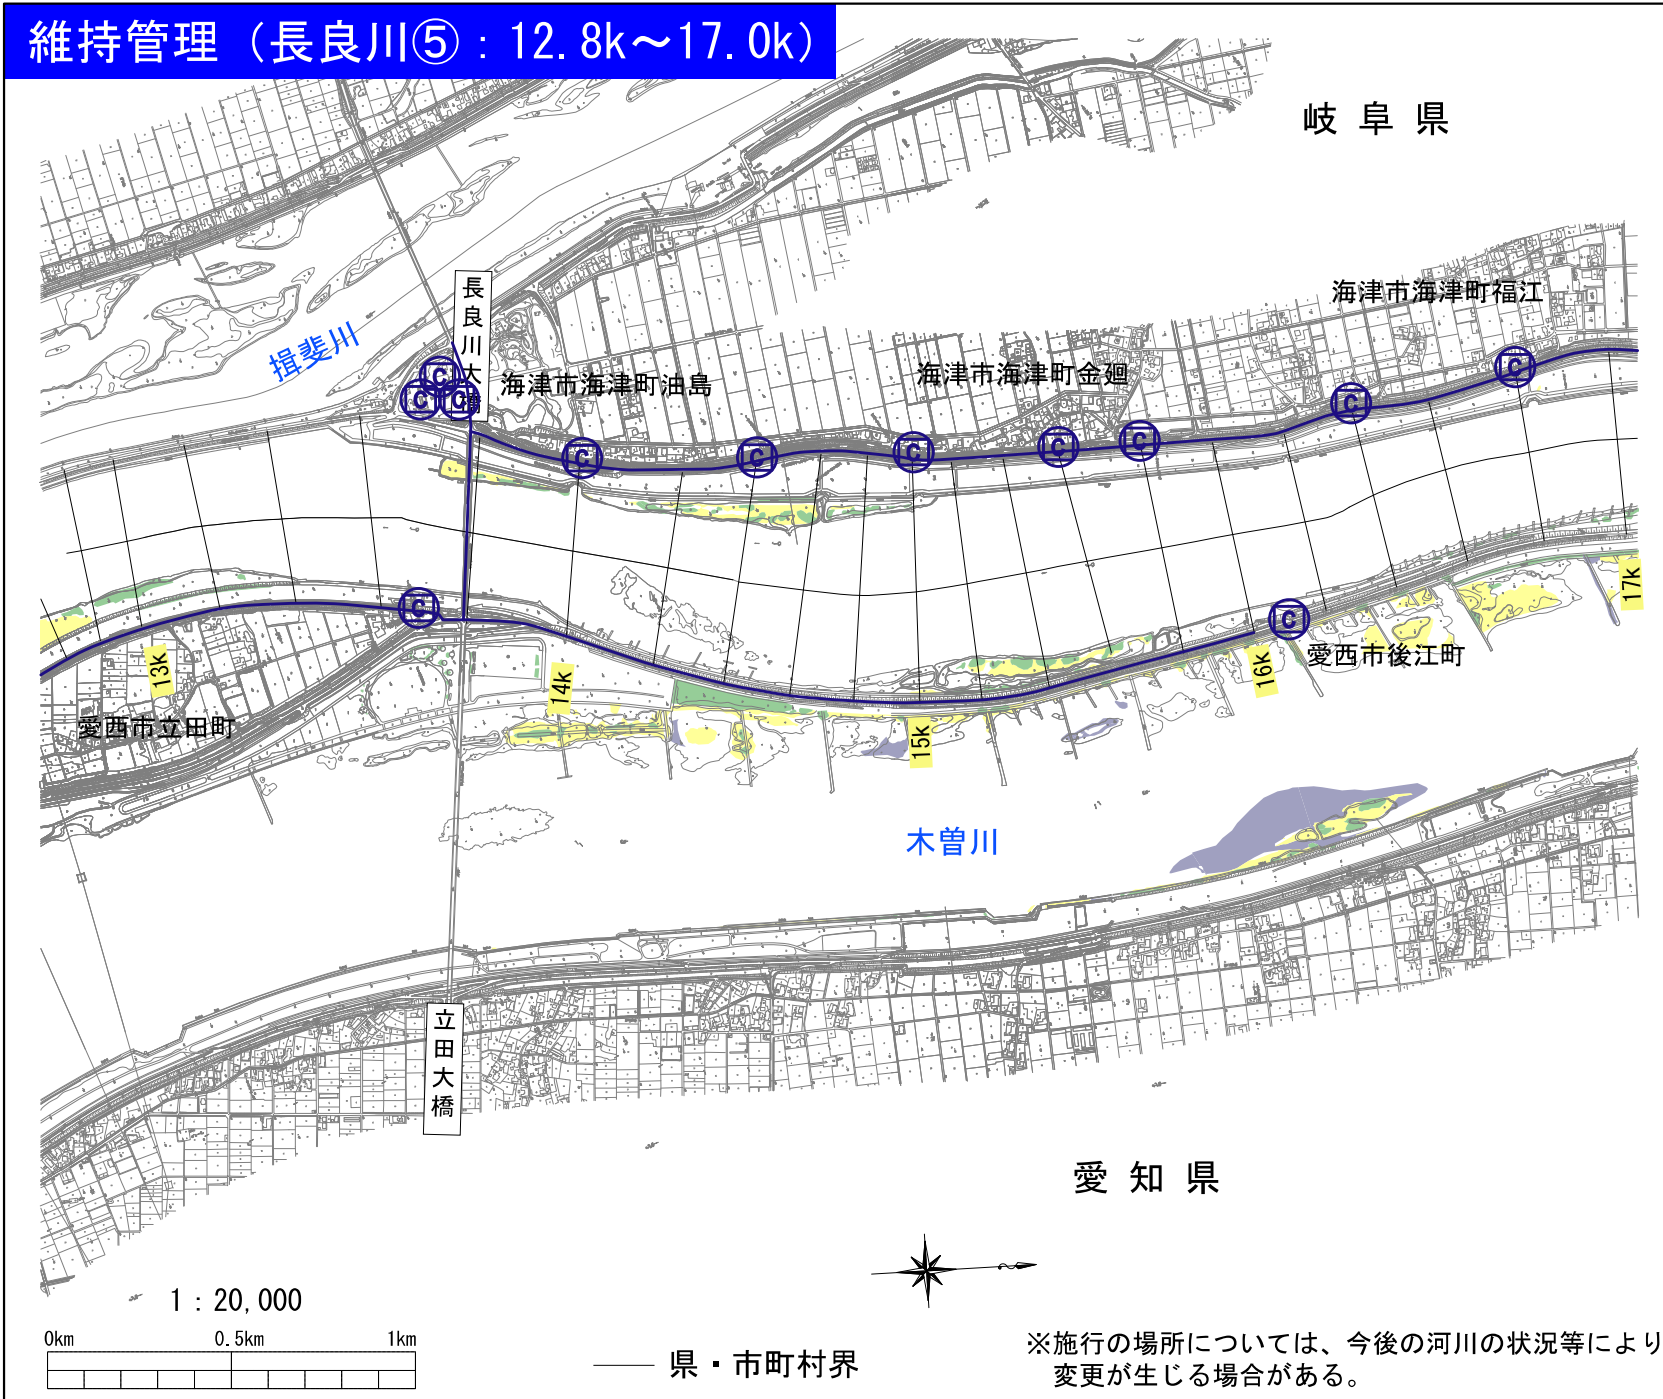 維持管理（長良川⑤：12.8k～17.0k）
岐阜県
海津市海津町福江
長良川大橋
揖斐川
海津市海津町油島
海津市海津町金廻
C
C
C
C
C
C
C
C
C
C
C
C
17k
16k
愛西市後江町
13k
14k
15k
愛西市立田町
木曽川
立田大橋
愛知県
1：20,000
0km 0.5km 1km
県・市町村界
※施行の場所については、今後の河川の状況等により
変更が生じる場合がある。